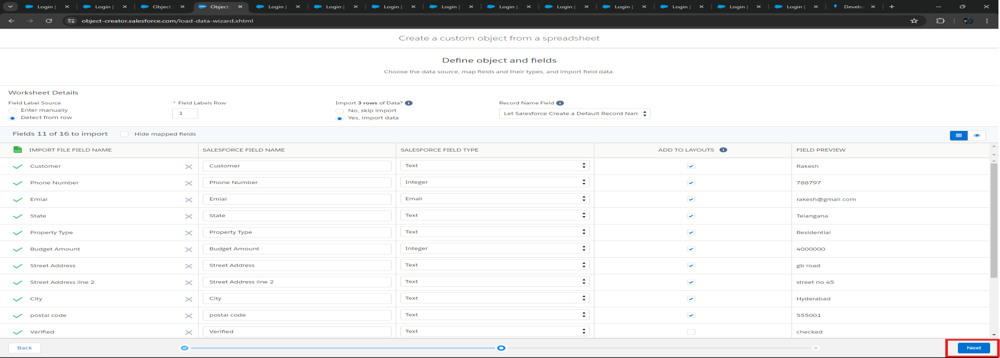 Login | Login | Object Object Login | Login | Login | Login | Login | Login | Login | Login | Login | Login | Develo
object-creator.salesforce.com/load-data-wizard.xhtml
Create a custom object from a spreadsheet
Define object and fields
Choose the data source, map fields and their types, and import field data.
Worksheet Details
Field Label Source * Field Labels Row Import 3 rows of Data? Record Name Field
Enter manually 1 No, skip import Let Salesforce Create a Default Record Nan
Detect from row Yes, import data
Fields 11 of 16 to import Hide mapped fields
IMPORT FILE FIELD NAME SALESFORCE FIELD NAME SALESFORCE FIELD TYPE ADD TO LAYOUTS FIELD PREVIEW
Customer Customer Text Rakesh
Phone Number Phone Number Integer 788797
Emial Emial Email rakesh@gmail.com
State State Text Telangana
Property Type Property Type Text Residential
Budget Amount Budget Amount Integer 4000000
Street Address Street Address Text gb road
Street Address line 2 Street Address line 2 Text street no 45
City City Text Hyderabad
postal code postal code Text 555001
Verified Verified Text checked
Back Next